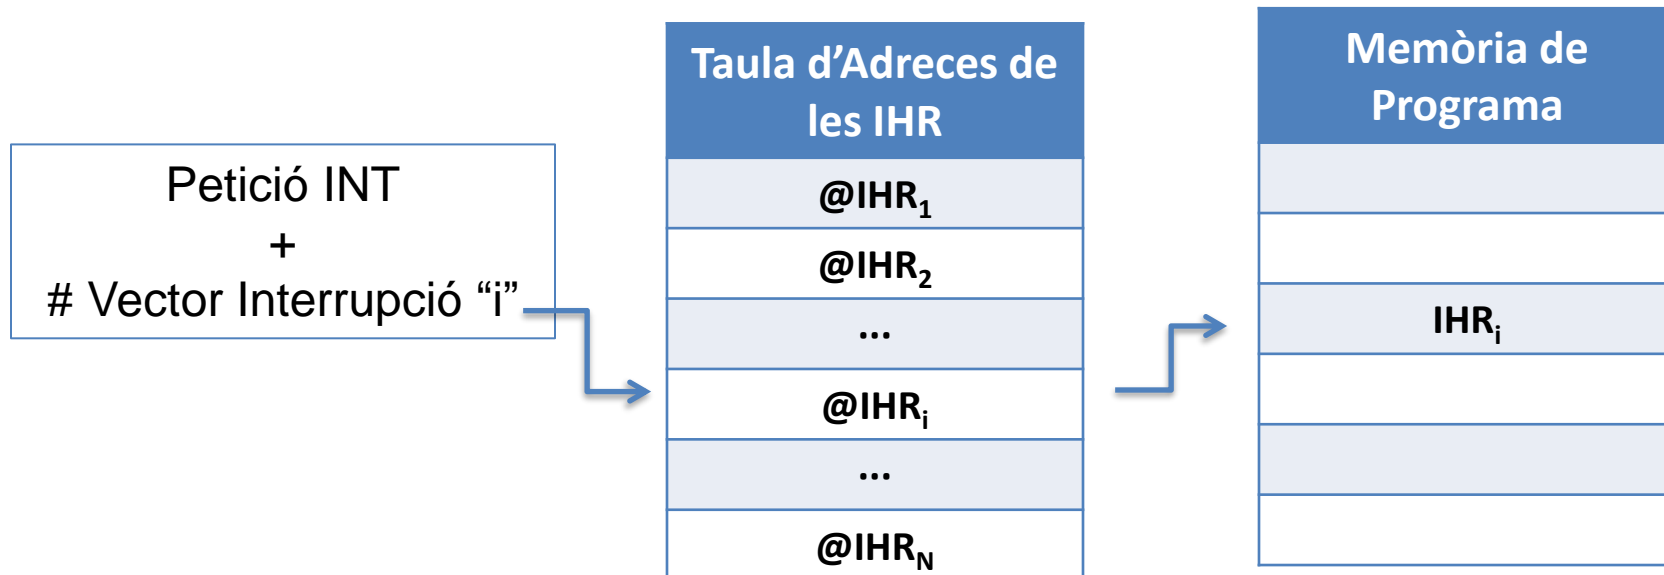 Petició INT
+
# Vector Interrupció “i”
Taula d’Adreces de
les IHR
@IHR1
@IHR2
...
@IHRi
...
@IHRN
Memòria de
Programa
IHRi